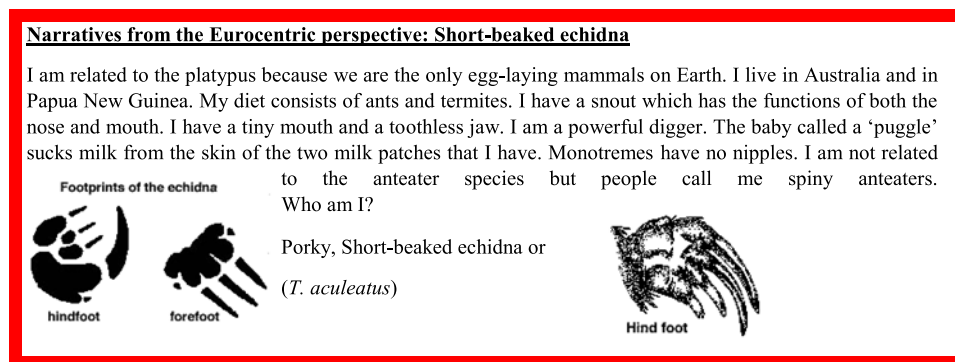 Narratives from the Eurocentric perspective: Short-beaked echidna
I am related to the platypus because we are the only egg-laying mammals on Earth. I live in Australia and in
Papua New Guinea. My diet consists of ants and termites. I have a snout which has the functions of both the
nose and mouth. I have a tiny mouth and a toothless jaw. I am a powerful digger. The baby called a ‘puggle’
sucks milk from the skin of the two milk patches that I have. Monotremes have no nipples. I am not related
to the anteater species but people call me spiny anteaters.
Who am I?
Footprints of the echidna
Porky, Short-beaked echidna or
(T. aculeatus)
hindfoot
forefoot
Hind foot